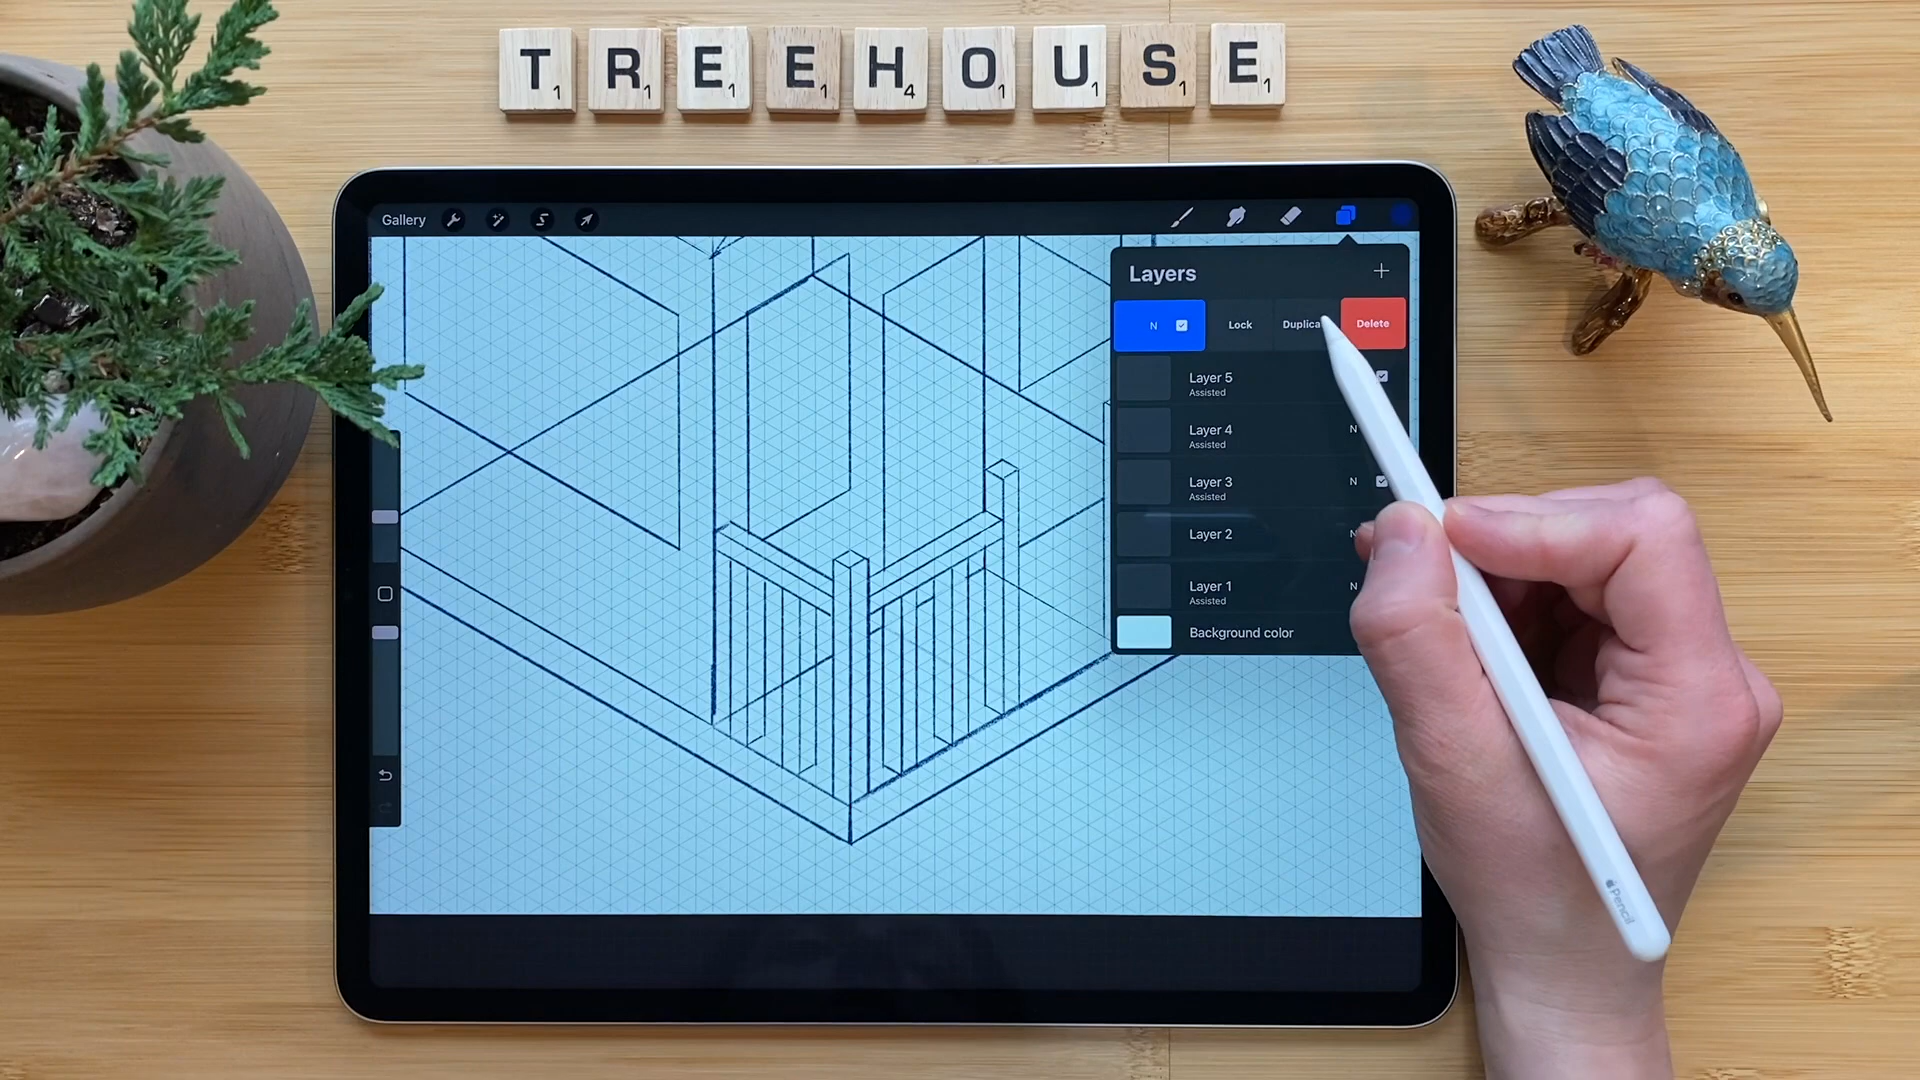 T1 R1 E1 E1 H4 O1 U1 S1 E1
Gallery
Layers
N Lock Duplica Delete
Layer 5
Assisted
Layer 4 N
Assisted
Layer 3 N
Assisted
Layer 2 N
Layer 1 N
Assisted
Background color
Pencil